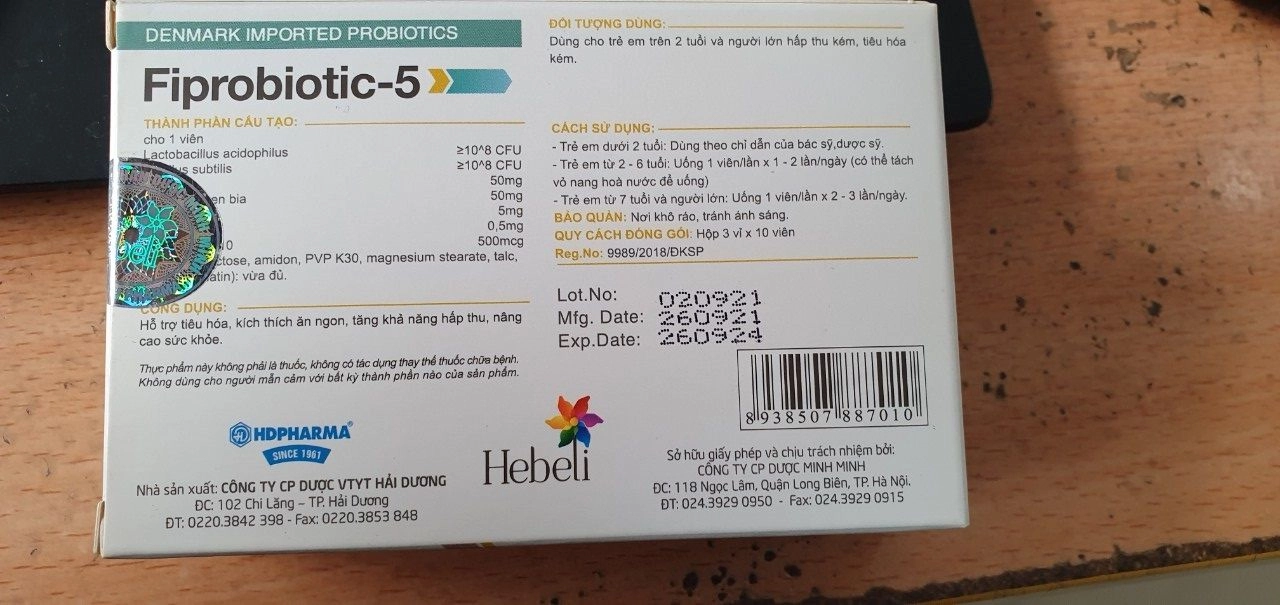 DENMARK IMPORTED PROBIOTICS
Fiprobiotic-5
THÀNH PHẦN CẤU TẠO:
cho 1 viên
Lactobacillus acidophilus ≥10^8 CFU
subtilis ≥10^8 CFU
50mg
bia 50mg
5mg
0,5mg
500mcg
amidon, PVP K30, magnesium stearate, talc,
vừa đủ.
CÔNG DỤNG:
Hỗ trợ tiêu hóa, kích thích ăn ngon, tăng khả năng hấp thu, nâng
cao sức khỏe.
Thực phẩm này không phải là thuốc, không có tác dụng thay thế thuốc chữa bệnh.
Không dùng cho người mẫn cảm với bất kỳ thành phần nào của sản phẩm.
HDPHARMA
SINCE 1961
Nhà sản xuất: CÔNG TY CP DƯỢC VTYT HẢI DƯƠNG
ĐC: 102 Chi Lăng – TP. Hải Dương
ĐT: 0220.3842 398 - Fax: 0220.3853 848
Hebeli
ĐỐI TƯỢNG DÙNG:
Dùng cho trẻ em trên 2 tuổi và người lớn hấp thu kém, tiêu hóa
kém.
CÁCH SỬ DỤNG:
- Trẻ em dưới 2 tuổi: Dùng theo chỉ dẫn của bác sỹ,dược sỹ.
- Trẻ em từ 2 - 6 tuổi: Uống 1 viên/lần x 1 - 2 lần/ngày (có thể tách
vỏ nang hoà nước để uống)
- Trẻ em từ 7 tuổi và người lớn: Uống 1 viên/lần x 2 - 3 lần/ngày.
BẢO QUẢN: Nơi khô ráo, tránh ánh sáng.
QUY CÁCH ĐÓNG GÓI: Hộp 3 vỉ x 10 viên
Reg.No: 9989/2018/ĐKSP
Lot.No: 020921
Mfg. Date: 260921
Exp.Date: 260924
8938507887010
Sở hữu giấy phép và chịu trách nhiệm bởi:
CÔNG TY CP DƯỢC MINH MINH
ĐC: 118 Ngọc Lâm, Quận Long Biên, TP. Hà Nội.
ĐT: 024.3929 0950 - Fax: 024.3929 0915